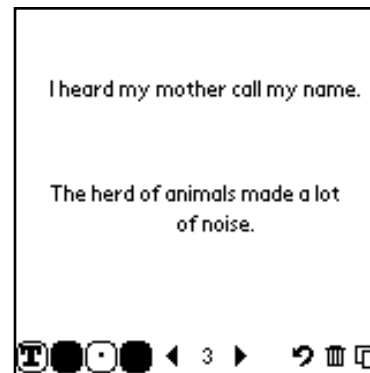 I heard my mother call my name.
The herd of animals made a lot
of noise.
T 3